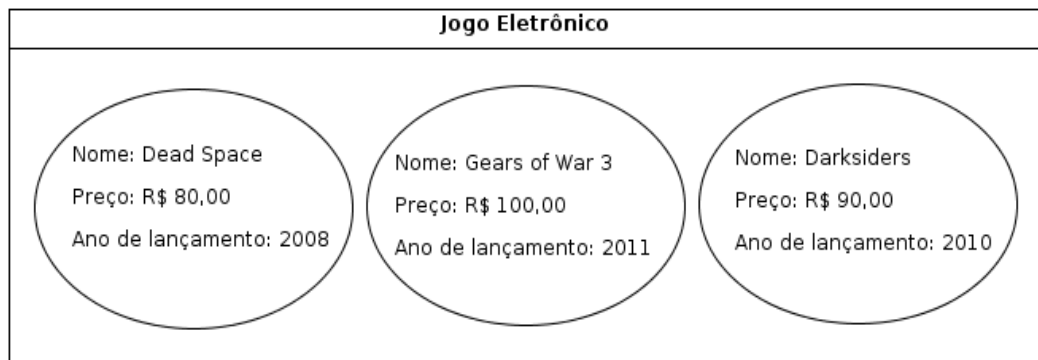 Jogo Eletrônico
Nome: Dead Space
Preço: R$ 80,00
Ano de lançamento: 2008
Nome: Gears of War 3
Preço: R$ 100,00
Ano de lançamento: 2011
Nome: Darksiders
Preço: R$ 90,00
Ano de lançamento: 2010